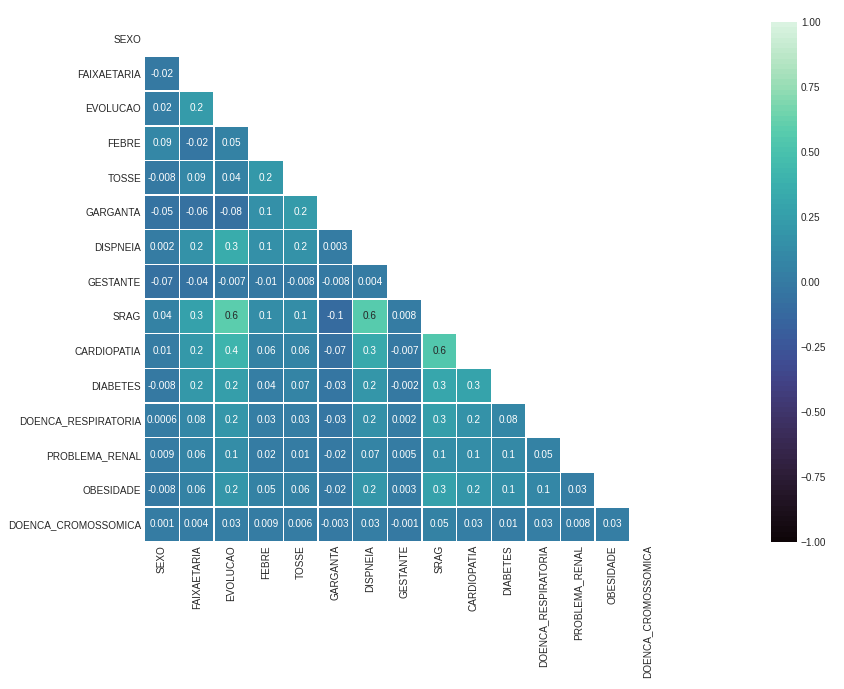 SEXO
FAIXAETARIA -0.02
EVOLUCAO 0.02 0.2
FEBRE 0.09 -0.02 0.05
TOSSE -0.008 0.09 0.04 0.2
GARGANTA -0.05 -0.06 -0.08 0.1 0.2
DISPNEIA 0.002 0.2 0.3 0.1 0.2 0.003
GESTANTE -0.07 -0.04 -0.007 -0.01 -0.008 -0.008 0.004
SRAG 0.04 0.3 0.6 0.1 0.1 -0.1 0.6 0.008
CARDIOPATIA 0.01 0.2 0.4 0.06 0.06 -0.07 0.3 -0.007 0.6
DIABETES -0.008 0.2 0.2 0.04 0.07 -0.03 0.2 -0.002 0.3 0.3
DOENCA_RESPIRATORIA 0.0006 0.08 0.2 0.03 0.03 -0.03 0.2 0.002 0.3 0.2 0.08
PROBLEMA_RENAL 0.009 0.06 0.1 0.02 0.01 -0.02 0.07 0.005 0.1 0.1 0.1 0.05
OBESIDADE -0.008 0.06 0.2 0.05 0.06 -0.02 0.2 0.003 0.3 0.2 0.1 0.1 0.03
DOENCA_CROMOSSOMICA 0.001 0.004 0.03 0.009 0.006 -0.003 0.03 -0.001 0.05 0.03 0.01 0.03 0.008 0.03
SEXO
FAIXAETARIA
EVOLUCAO
FEBRE
TOSSE
GARGANTA
DISPNEIA
GESTANTE
SRAG
CARDIOPATIA
DIABETES
DOENCA_RESPIRATORIA
PROBLEMA_RENAL
OBESIDADE
DOENCA_CROMOSSOMICA
1.00
0.75
0.50
0.25
0.00
−0.25
−0.50
−0.75
−1.00